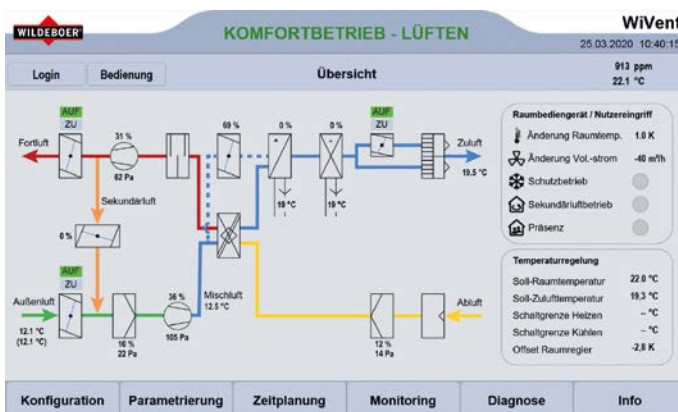 WILDEBOER
KOMFORTBETRIEB - LÜFTEN
WiVent
25.03.2020 10:40:15
Login
Bedienung
Übersicht
913 ppm
22.1 °C
AUF
ZU
Fortluft
31 %
62 Pa
69 %
0 %
0 %
AUF
ZU
Zuluft
19.5 °C
19 °C
19 °C
Sekundärluft
0 %
AUF
ZU
Außenluft
12.1 °C
(12.1 °C)
16 %
22 Pa
36 %
105 Pa
Mischluft
12.5 °C
12 %
14 Pa
Abluft
Raumbediengerät / Nutzereingriff
Änderung Raumtemp. 1.0 K
Änderung Vol.-strom -40 m³/h
Schutzbetrieb
Sekundärluftbetrieb
Präsenz
Temperaturregelung
Soll-Raumtemperatur 22.0 °C
Soll-Zulufttemperatur 19,3 °C
Schaltgrenze Heizen -- °C
Schaltgrenze Kühlen -- °C
Offset Raumregler -2,8 K
Konfiguration
Parametrierung
Zeitplanung
Monitoring
Diagnose
Info